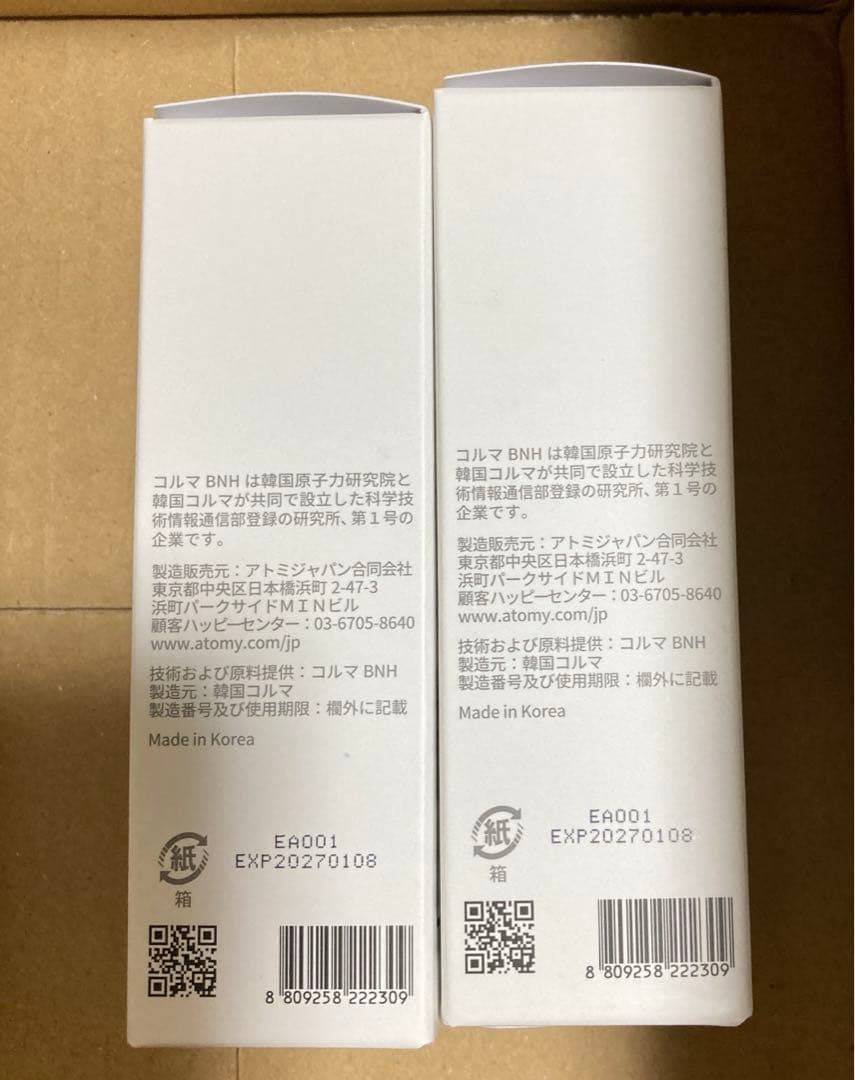 コルマ BNH は韓国原子力研究院と
韓国コルマが共同で設立した科学技
術情報通信部登録の研究所、第1号の
企業です。
製造販売元：アトミジャパン合同会社
東京都中央区日本橋浜町 2-47-3
浜町パークサイドＭＩＮビル
顧客ハッピーセンター：03-6705-8640
www.atomy.com/jp
技術および原料提供：コルマ BNH
製造元：韓国コルマ
製造番号及び使用期限：欄外に記載
Made in Korea
紙
箱
EA001
EXP20270108
8 809258 222309
コルマ BNH は韓国原子力研究院と
韓国コルマが共同で設立した科学技
術情報通信部登録の研究所、第1号の
企業です。
製造販売元：アトミジャパン合同会社
東京都中央区日本橋浜町 2-47-3
浜町パークサイドＭＩＮビル
顧客ハッピーセンター：03-6705-8640
www.atomy.com/jp
技術および原料提供：コルマ BNH
製造元：韓国コルマ
製造番号及び使用期限：欄外に記載
Made in Korea
紙
箱
EA001
EXP20270108
8 809258 222309